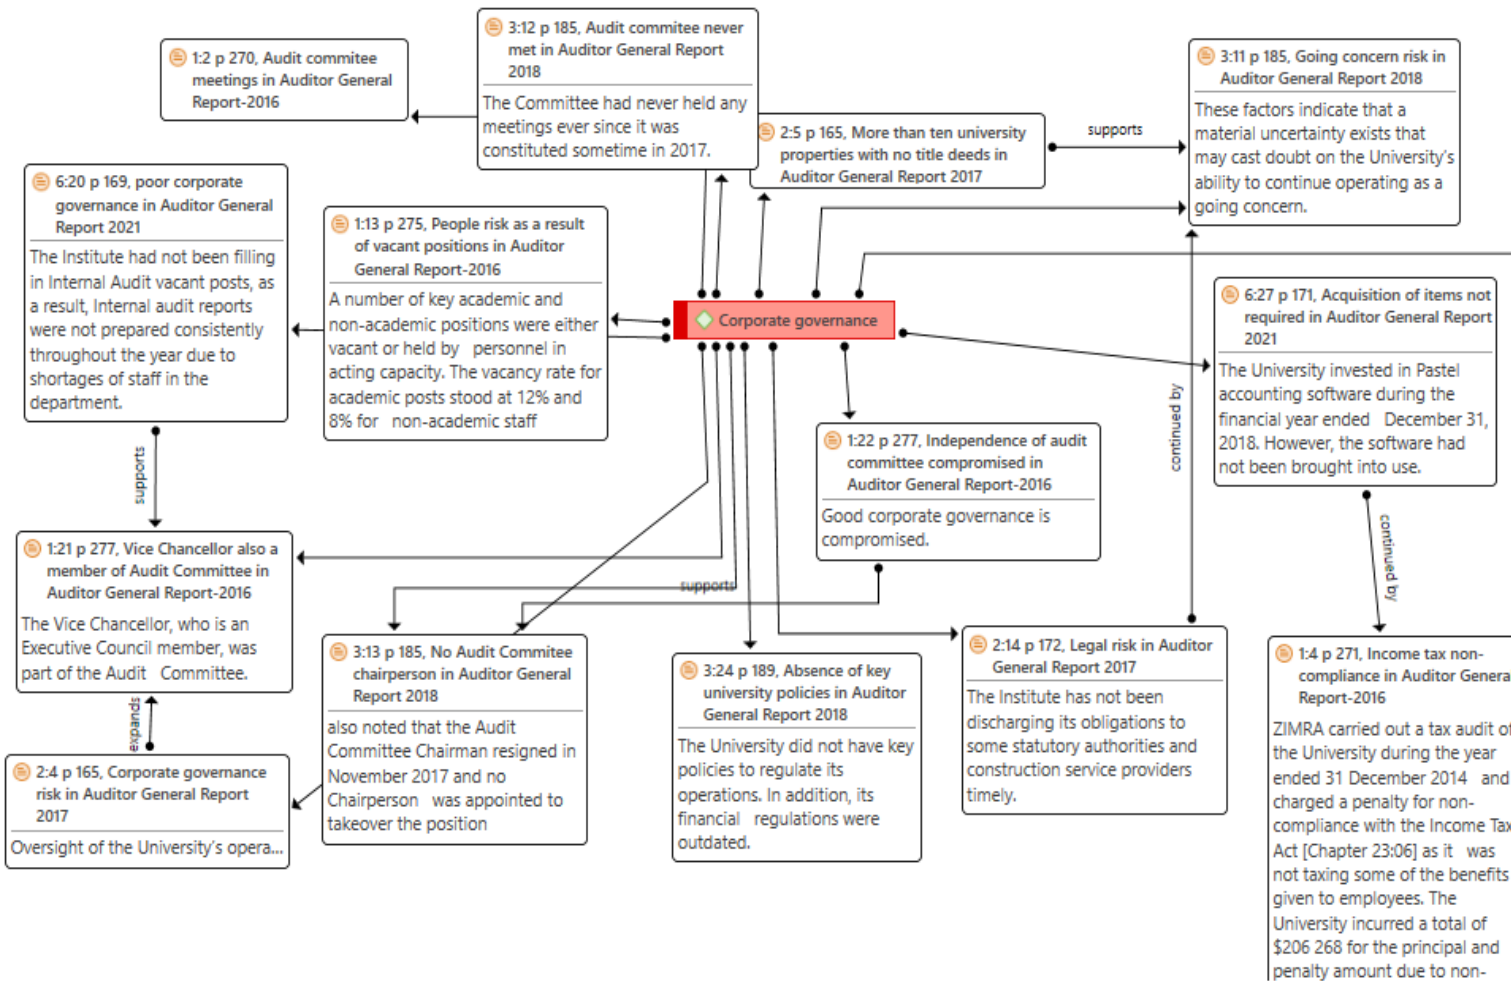 3:12 p 185, Audit commitee never
met in Auditor General Report
2018
The Committee had never held any
meetings ever since it was
constituted sometime in 2017.
1:2 p 270, Audit commitee
meetings in Auditor General
Report-2016
3:11 p 185, Going concern risk in
Auditor General Report 2018
These factors indicate that a
material uncertainty exists that
may cast doubt on the University's
ability to continue operating as a
going concern.
2:5 p 165, More than ten university
properties with no title deeds in
Auditor General Report 2017
supports
6:20 p 169, poor corporate
governance in Auditor General
Report 2021
The Institute had not been filling
in Internal Audit vacant posts, as
a result, Internal audit reports
were not prepared consistently
throughout the year due to
shortages of staff in the
department.
1:13 p 275, People risk as a result
of vacant positions in Auditor
General Report-2016
A number of key academic and
non-academic positions were either
vacant or held by personnel in
acting capacity. The vacancy rate for
academic posts stood at 12% and
8% for non-academic staff
Corporate governance
6:27 p 171, Acquisition of items not
required in Auditor General Report
2021
The University invested in Pastel
accounting software during the
financial year ended December 31,
2018. However, the software had
not been brought into use.
continued by
1:22 p 277, Independence of audit
committee compromised in
Auditor General Report-2016
Good corporate governance is
compromised.
supports
continued by
1:21 p 277, Vice Chancellor also a
member of Audit Committee in
Auditor General Report-2016
The Vice Chancellor, who is an
Executive Council member, was
part of the Audit Committee.
supports
3:13 p 185, No Audit Commitee
chairperson in Auditor General
Report 2018
also noted that the Audit
Committee Chairman resigned in
November 2017 and no
Chairperson was appointed to
takeover the position
3:24 p 189, Absence of key
university policies in Auditor
General Report 2018
The University did not have key
policies to regulate its
operations. In addition, its
financial regulations were
outdated.
2:14 p 172, Legal risk in Auditor
General Report 2017
The Institute has not been
discharging its obligations to
some statutory authorities and
construction service providers
timely.
1:4 p 271, Income tax non-
compliance in Auditor General
Report-2016
ZIMRA carried out a tax audit of
the University during the year
ended 31 December 2014 and
charged a penalty for non-
compliance with the Income Tax
Act [Chapter 23:06] as it was
not taxing some of the benefits
given to employees. The
University incurred a total of
$206 268 for the principal and
penalty amount due to non-
expands
2:4 p 165, Corporate governance
risk in Auditor General Report
2017
Oversight of the University's opera...